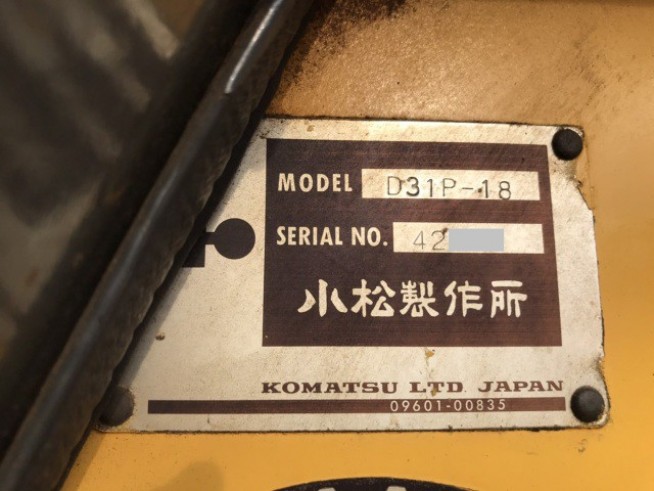 MODEL D31P-18
SERIAL NO. 42
小松製作所
KOMATSU LTD. JAPAN
09601-00835